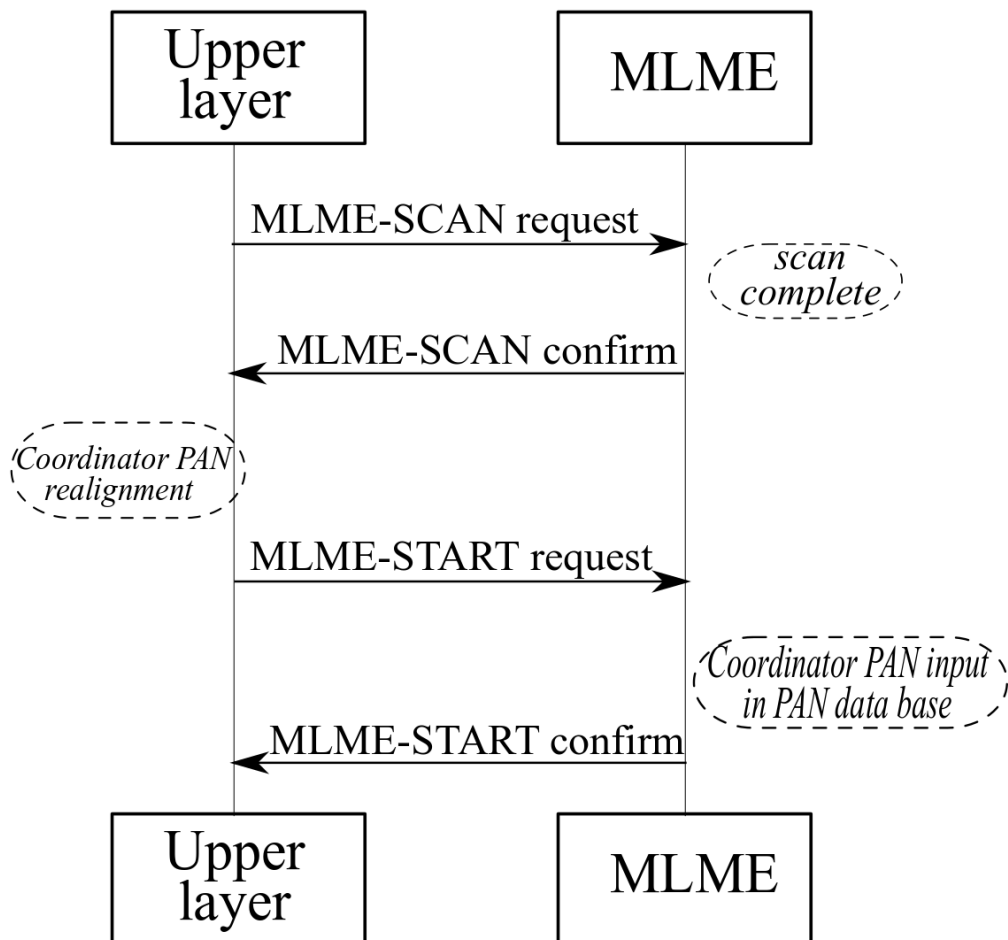 Upper
layer
MLME
MLME-SCAN request
scan
complete
MLME-SCAN confirm
Coordinator PAN
realignment
MLME-START request
Coordinator PAN input
in PAN data base
MLME-START confirm
Upper
layer
MLME